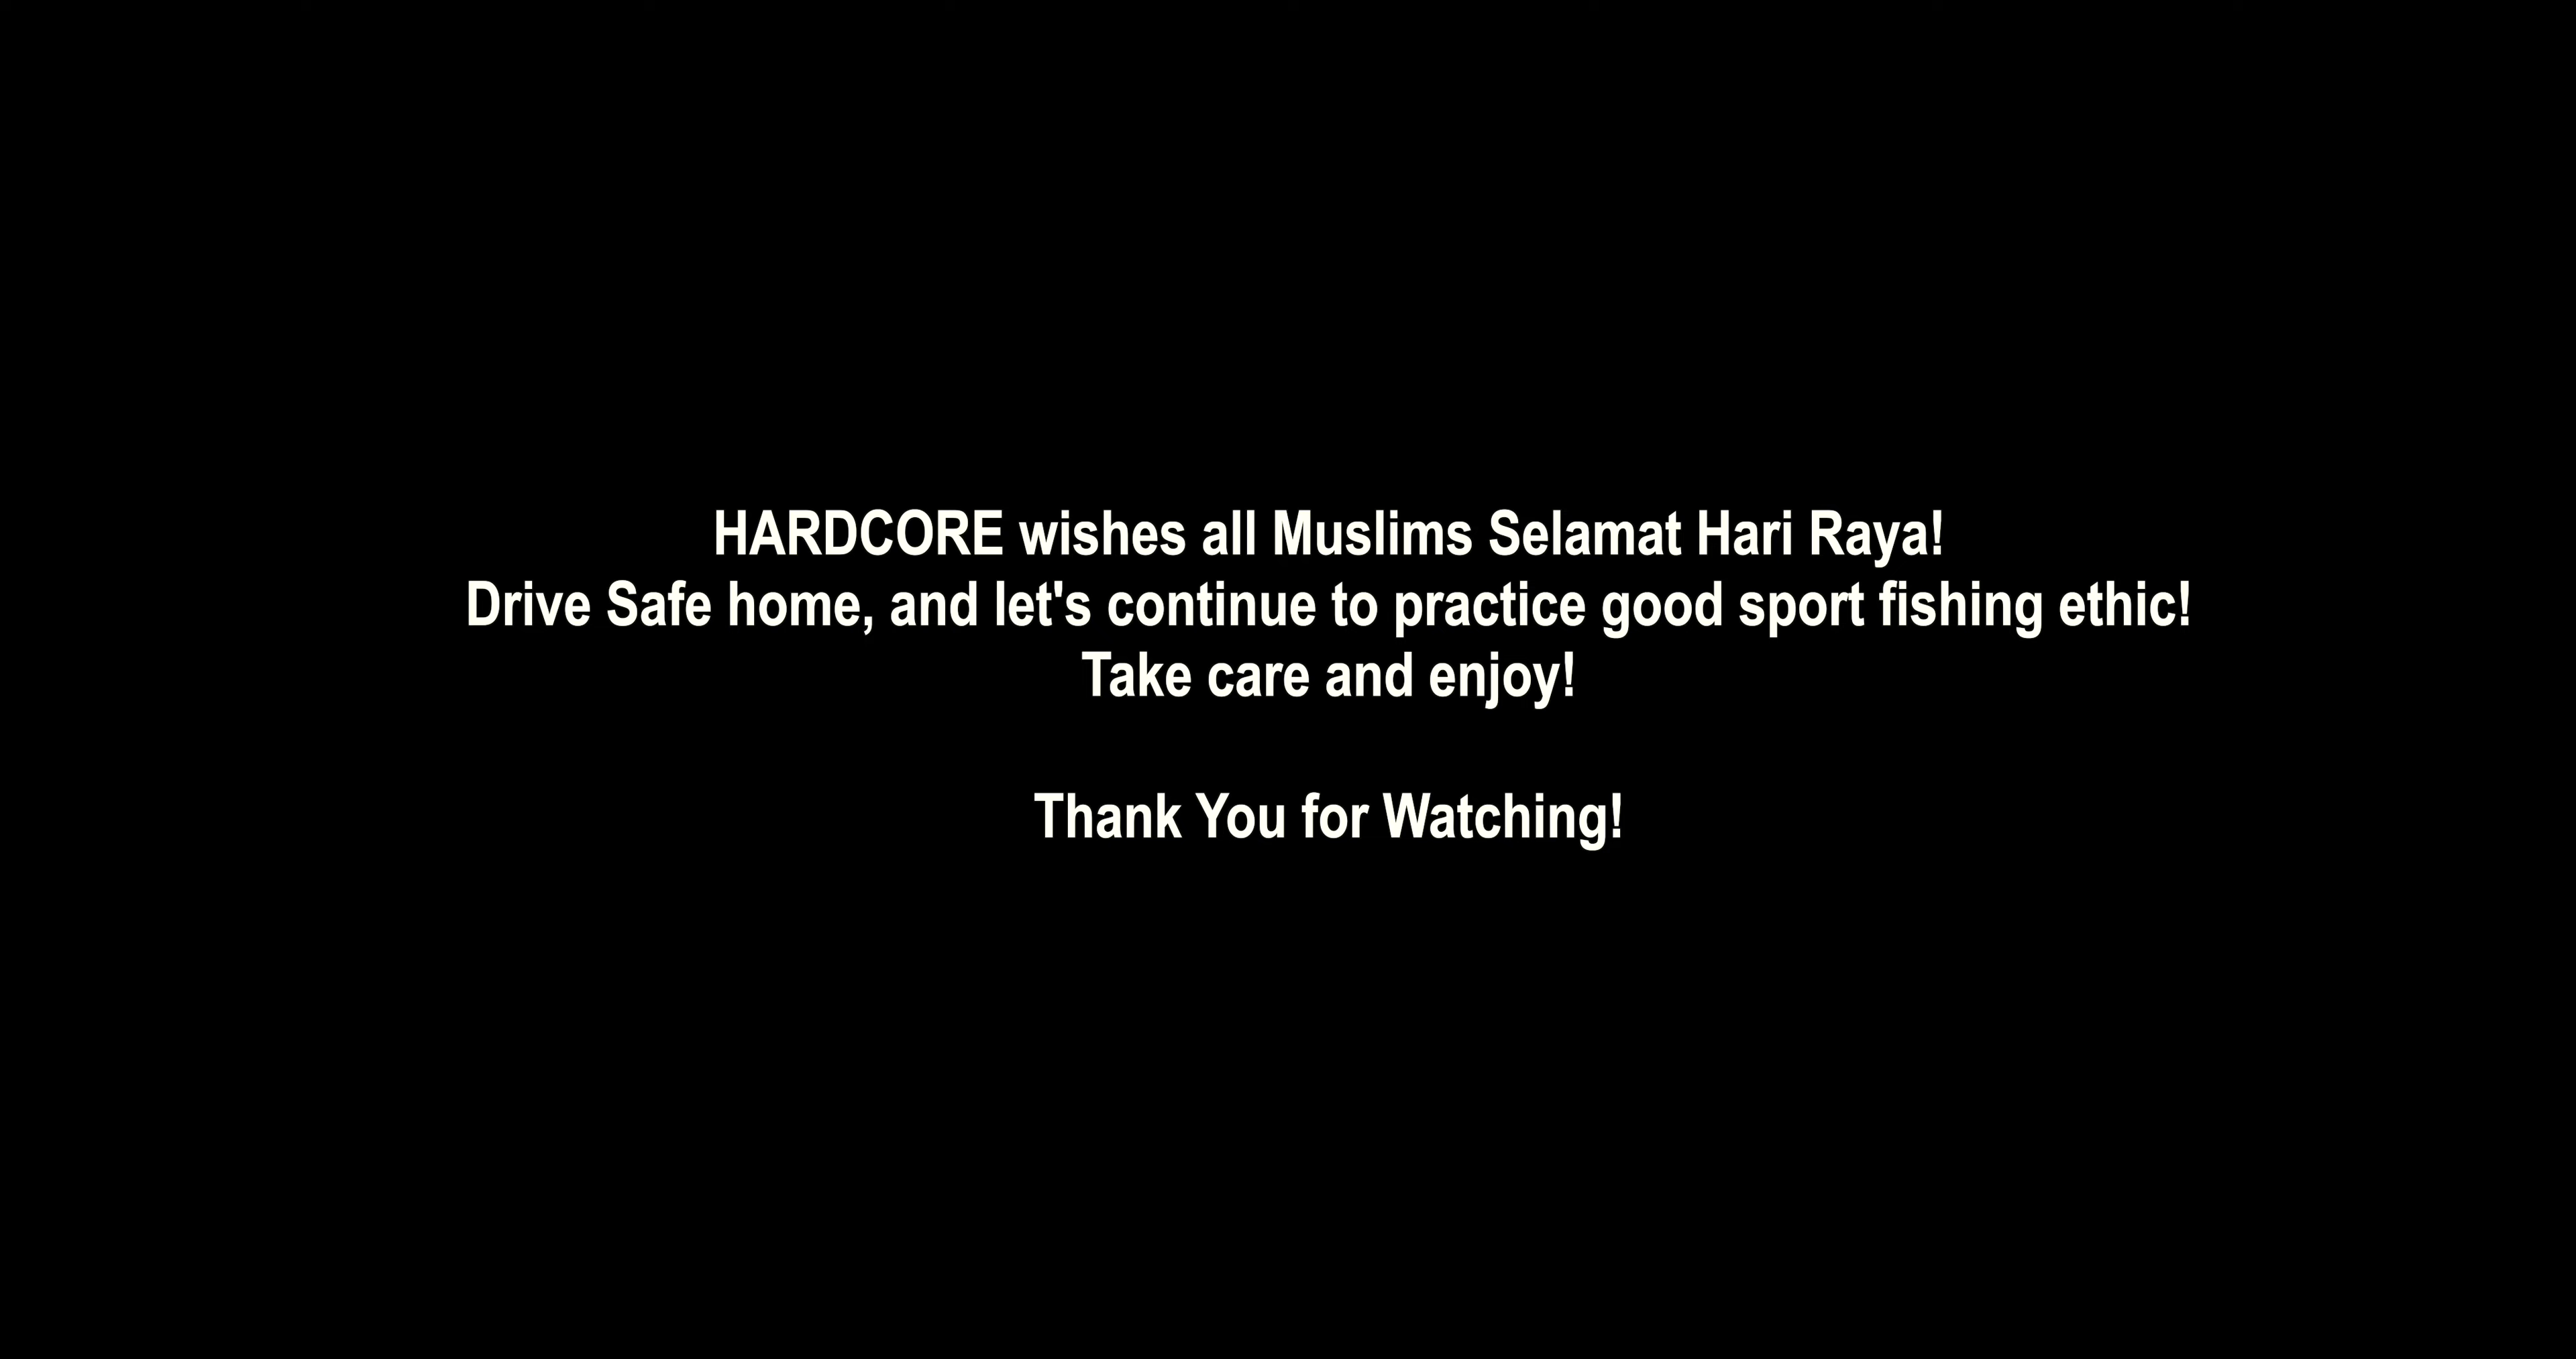 HARDCORE wishes all Muslims Selamat Hari Raya!
Drive Safe home, and let's continue to practice good sport fishing ethic!
Take care and enjoy!
Thank You for Watching!